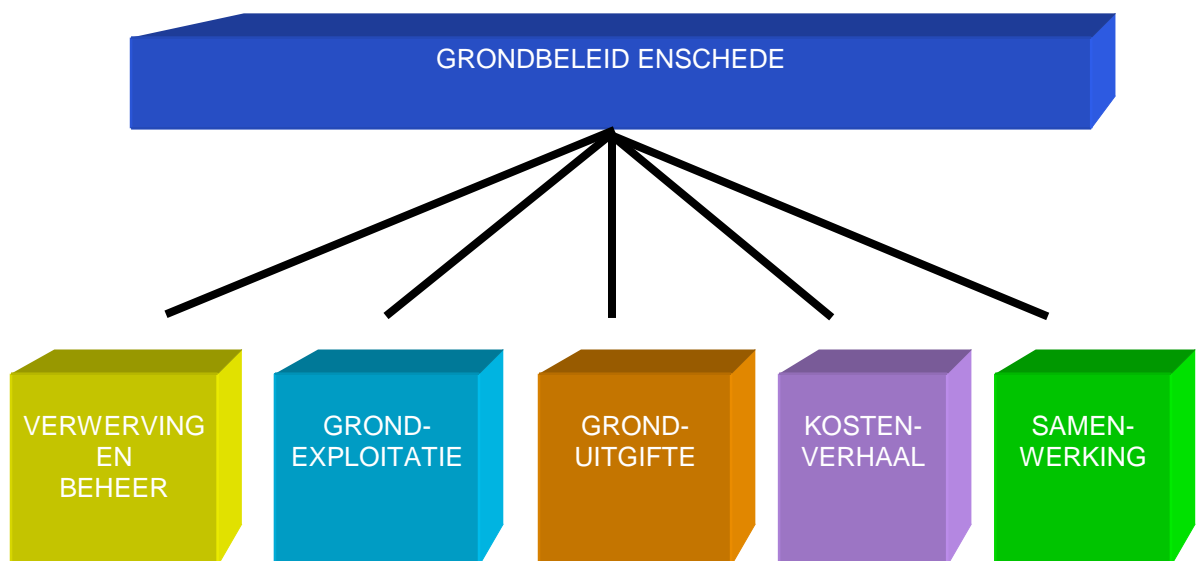 GRONDBELEID ENSCHEDE
VERWERVING
EN
BEHEER
GROND-
EXPLOITATIE
GROND-
UITGIFTE
KOSTEN-
VERHAAL
SAMEN-
WERKING